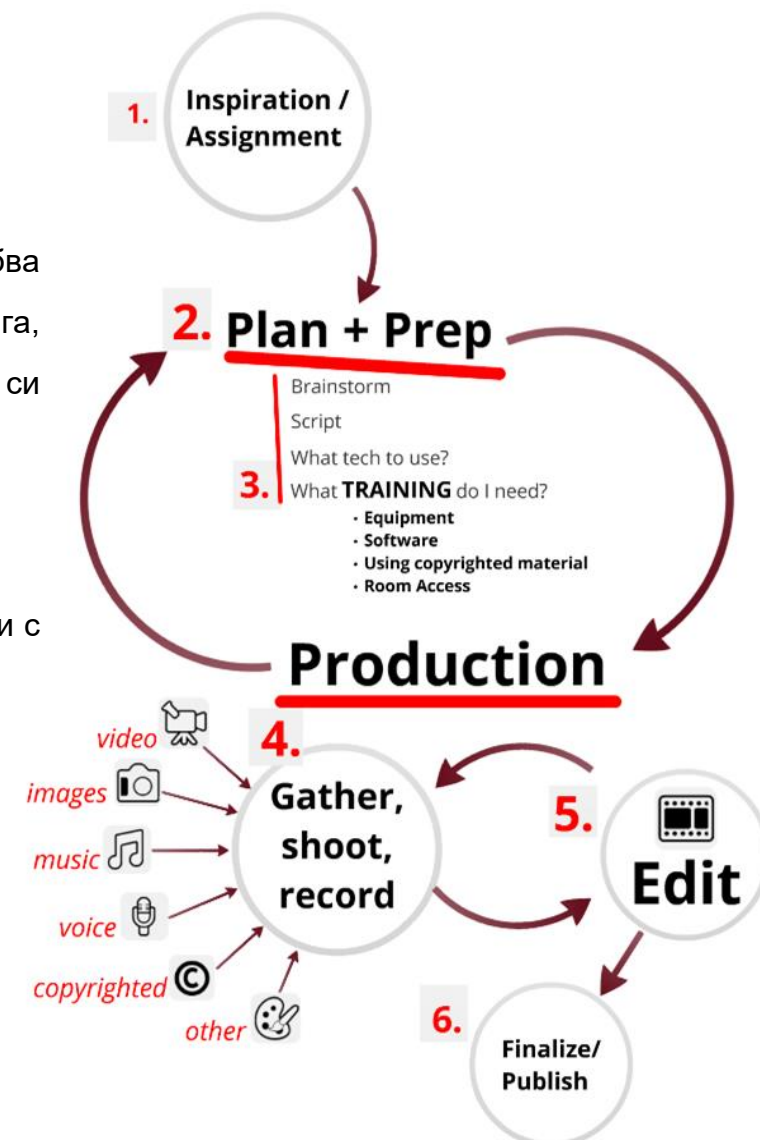 1.
Inspiration /
Assignment
га,
си
2. Plan + Prep
Brainstorm
Script
What tech to use?
3. What TRAINING do I need?
· Equipment
· Software
· Using copyrighted material
· Room Access
и с
Production
4.
video
images
music
voice
copyrighted
other
Gather,
shoot,
record
5.
Edit
6.
Finalize/
Publish